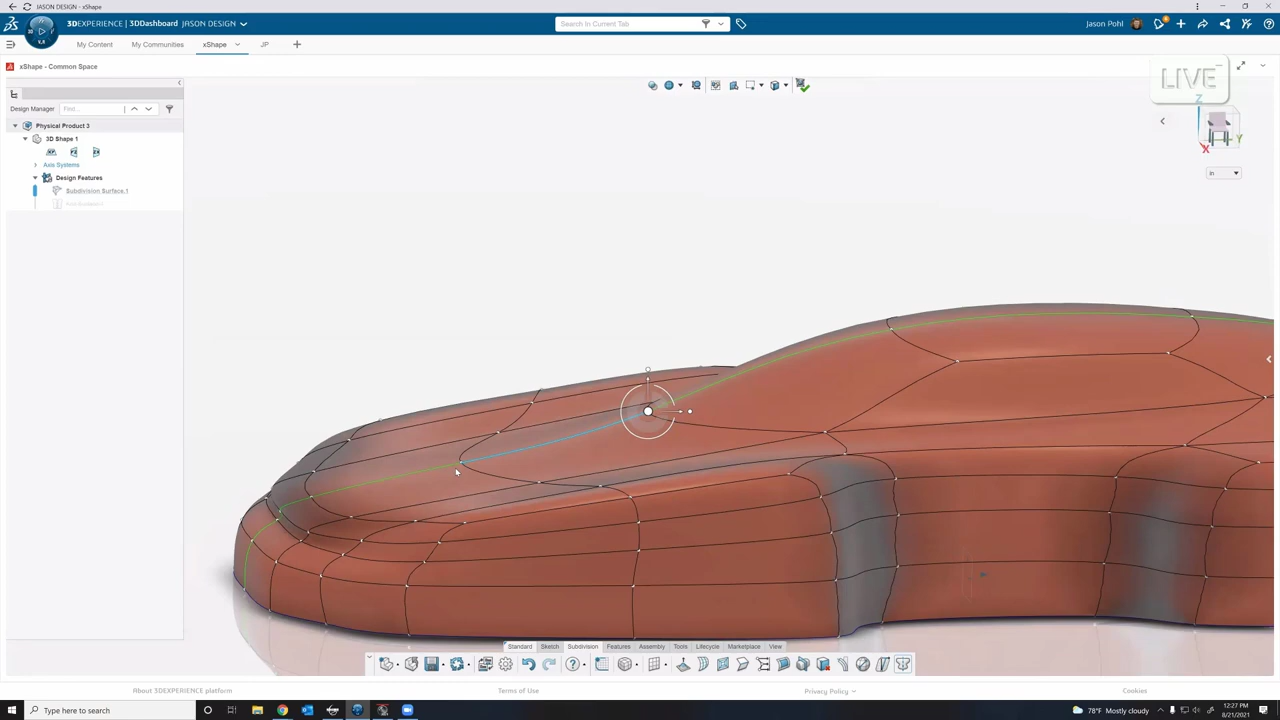 JASON DESIGN - xShape
3DEXPERIENCE | 3DDashboard JASON DESIGN
Search In Current Tab
Jason Pohl
My Content
My Communities
xShape
JP
xShape - Common Space
LIVE
Design Manager
Find...
Physical Product 3
3D Shape 1
Axis Systems
Design Features
Subdivision Surface.1
Z
Y
X
in
Standard
Sketch
Subdivision
Features
Assembly
Tools
Lifecycle
Marketplace
View
About 3DEXPERIENCE platform
Terms of Use
Privacy Policy
Cookies
Type here to search
78°F Mostly cloudy
12:27 PM
8/21/2021